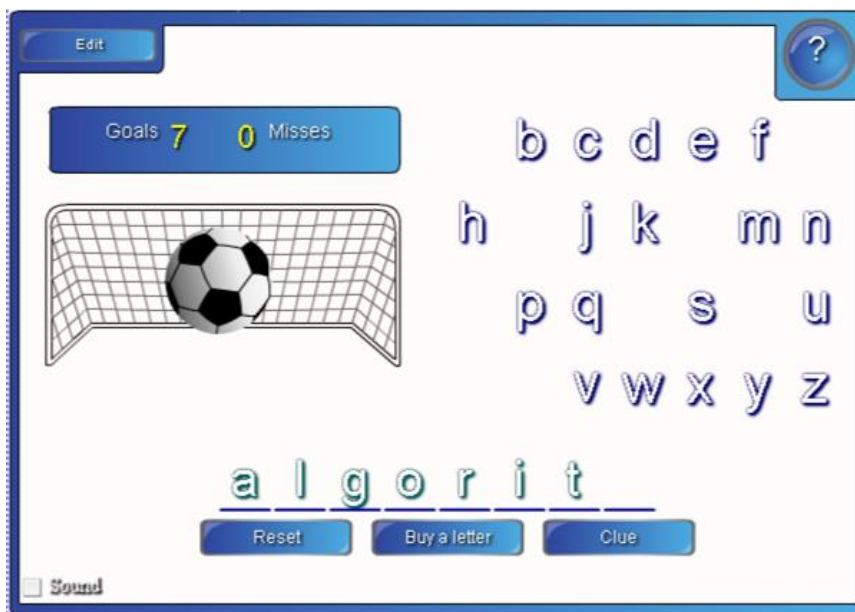 Edit
?
Goals 7 0 Misses
b c d e f
h j k m n
p q s u
v w x y z
a l g o r i t _
Reset Buy a letter Clue
Sound